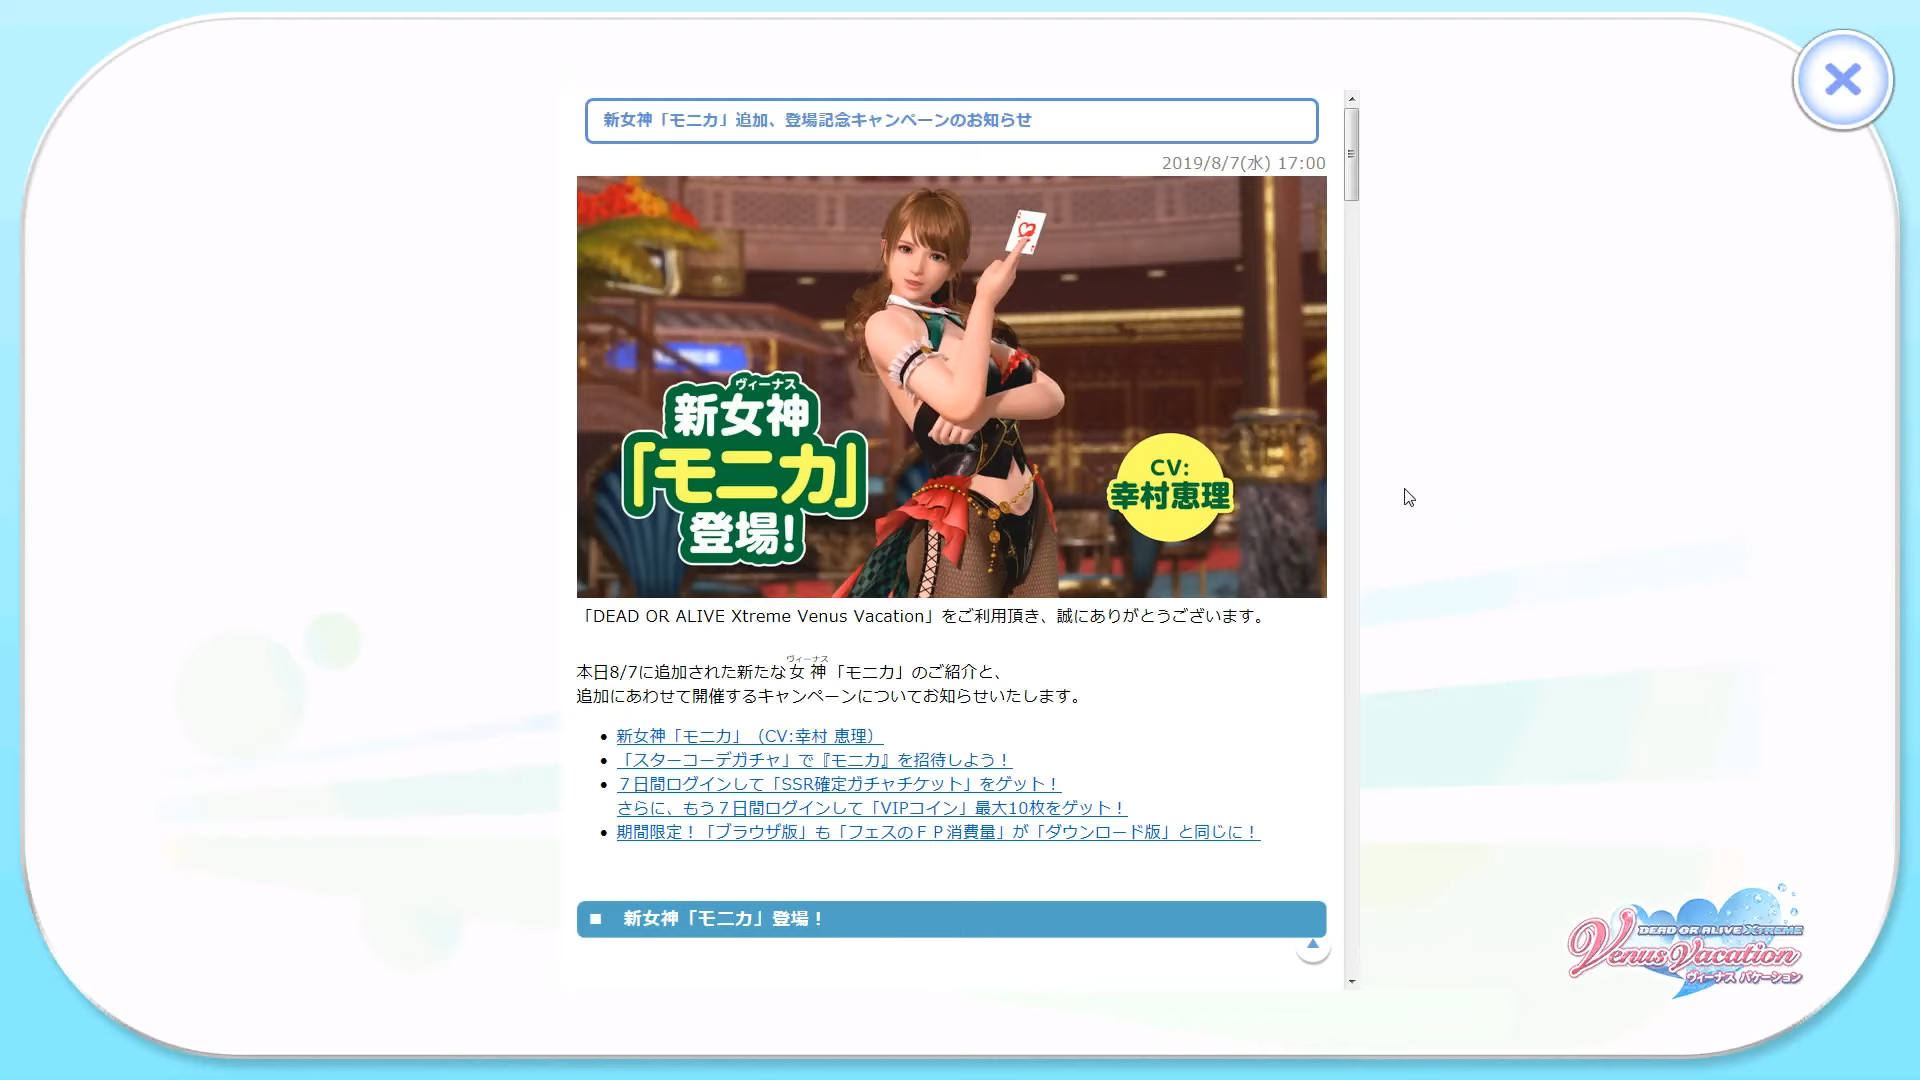 新女神「モニカ」追加、登場記念キャンペーンのお知らせ
2019/8/7(水) 17:00
ヴィーナス
新女神
「モニカ」
登場!
CV:
幸村恵理
「DEAD OR ALIVE Xtreme Venus Vacation」をご利用頂き、誠にありがとうございます。
ヴィーナス
本日8/7に追加された新たな女神「モニカ」のご紹介と、
追加にあわせて開催するキャンペーンについてお知らせいたします。
新女神「モニカ」（CV:幸村 恵理）
「スターコーデガチャ」で『モニカ』を招待しよう！
７日間ログインして「SSR確定ガチャチケット」をゲット！
さらに、もう７日間ログインして「VIPコイン」最大10枚をゲット！
期間限定！「ブラウザ版」も「フェスのＦＰ消費量」が「ダウンロード版」と同じに！
■ 新女神「モニカ」登場！
DEAD OR ALIVE XTREME
Venus Vacation
ヴィーナス バケーション